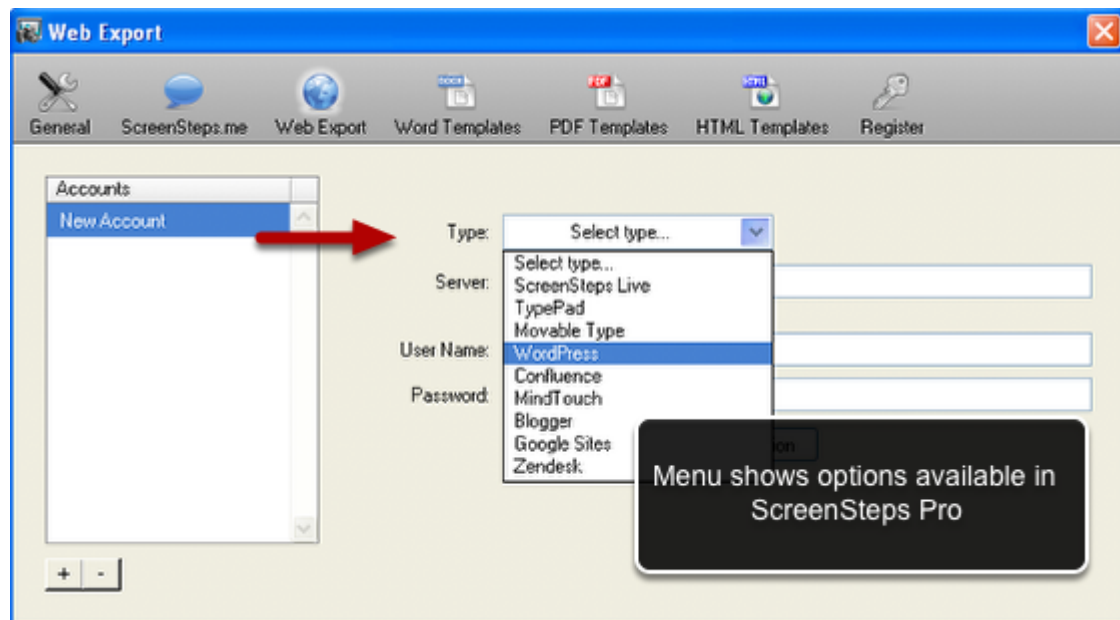 Web Export
General ScreenSteps.me Web Export Word Templates PDF Templates HTML Templates Register
Accounts
New Account
Type: Select type...
Select type...
Server:
ScreenSteps Live
TypePad
Movable Type
User Name:
WordPress
Confluence
Password:
MindTouch
Blogger
Google Sites
Zendesk
Menu shows options available in
ScreenSteps Pro
+ -